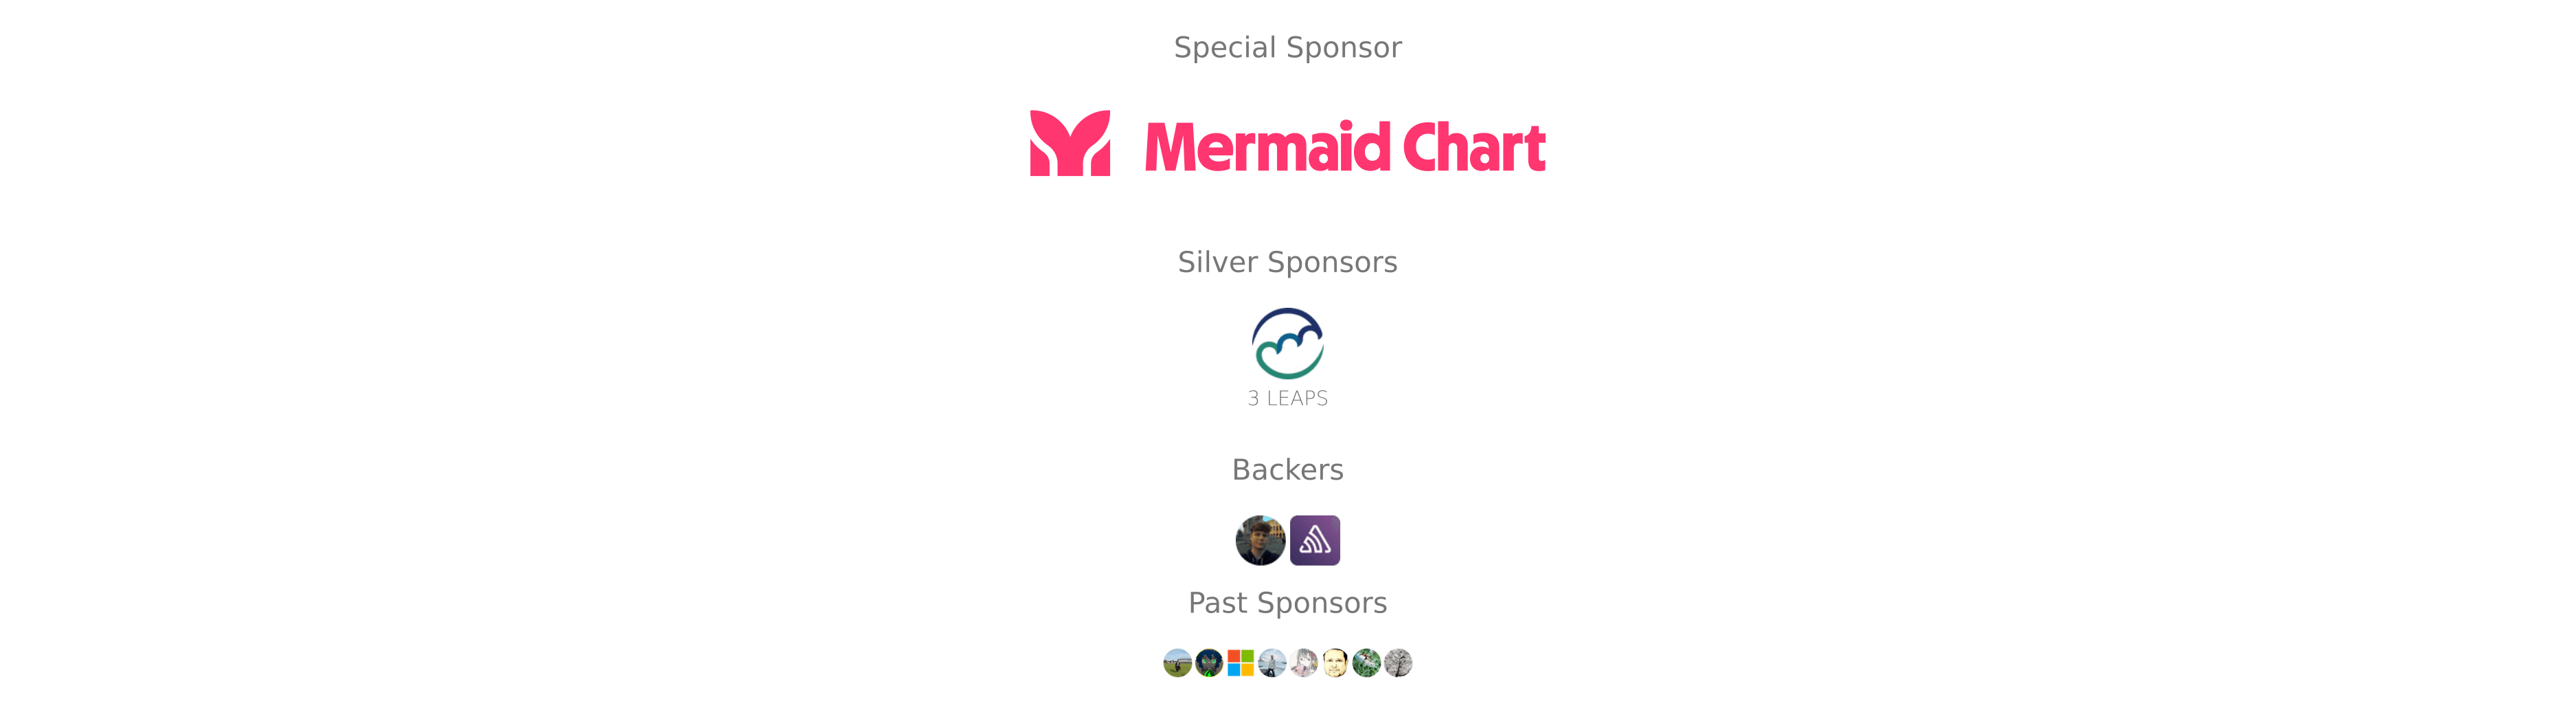 Special Sponsor
Mermaid Chart
Silver Sponsors
3 LEAPS
Backers
Past Sponsors